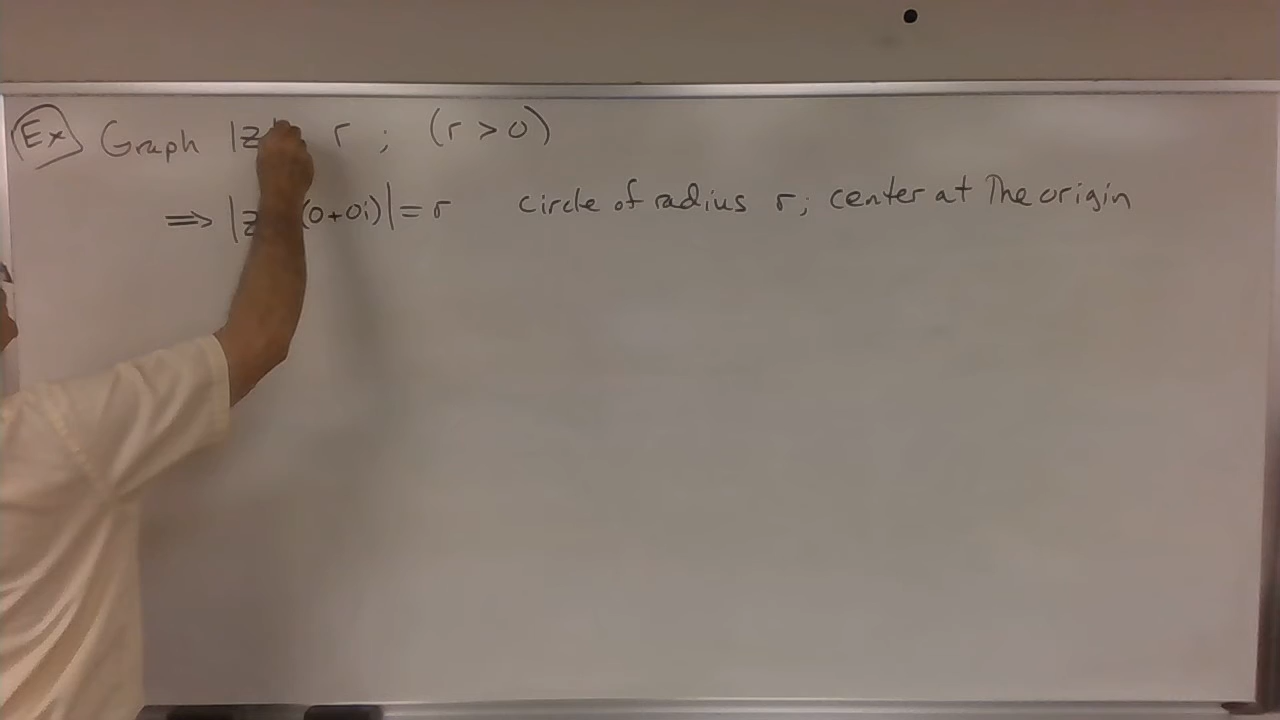 Ex Graph |z| r ; (r > 0)
⇒ |z (0+0i)| = r circle of radius r; center at The origin